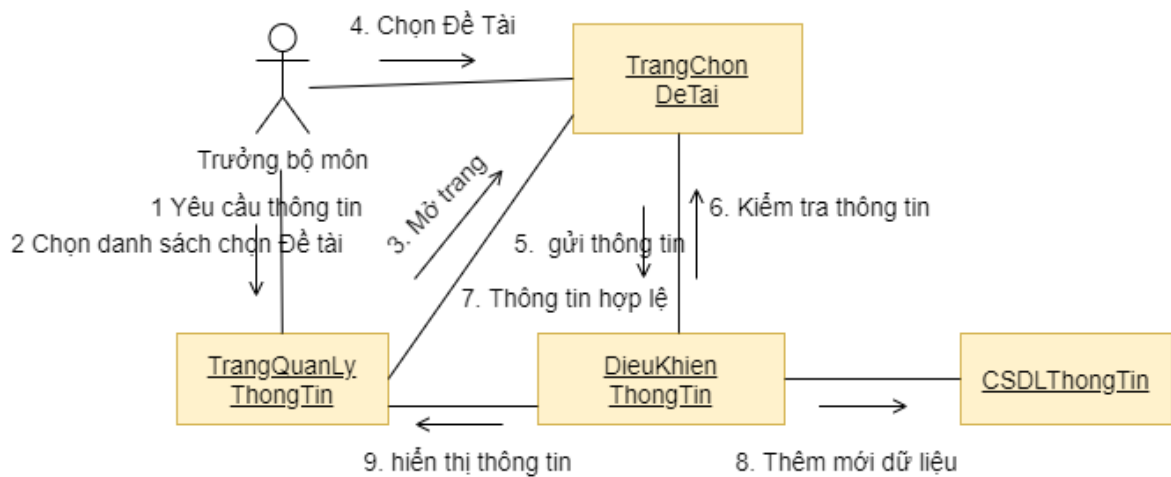 4. Chọn Đề Tài
TrangChon
DeTai
Trưởng bộ môn
1 Yêu cầu thông tin
2 Chọn danh sách chọn Đề tài
3. Mở trang
6. Kiểm tra thông tin
5.  gửi thông tin
7. Thông tin hợp lệ
TrangQuanLy
ThongTin
DieuKhien
ThongTin
CSDLThongTin
9. hiển thị thông tin
8. Thêm mới dữ liệu